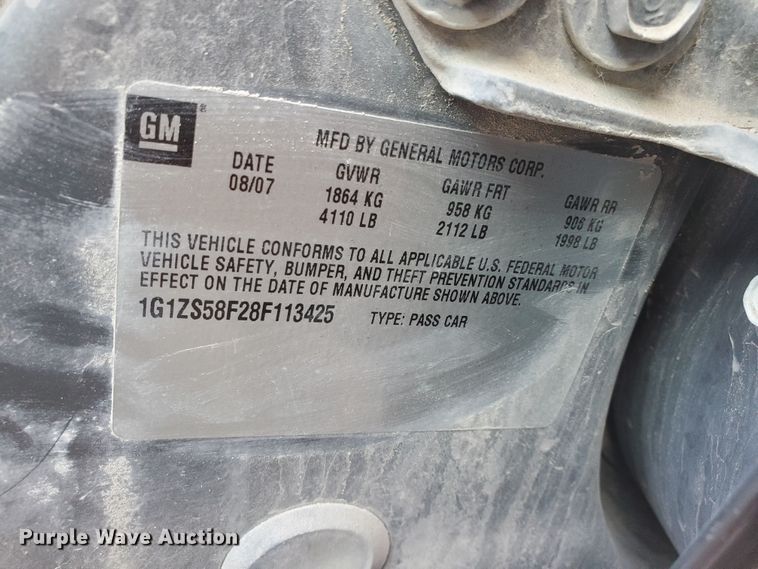 GM
MFD BY GENERAL MOTORS CORP.
DATE GVWR GAWR FRT GAWR RR
08/07 1864 KG 958 KG 906 KG
4110 LB 2112 LB 1998 LB
THIS VEHICLE CONFORMS TO ALL APPLICABLE U.S. FEDERAL MOTOR
VEHICLE SAFETY, BUMPER, AND THEFT PREVENTION STANDARDS IN
EFFECT ON THE DATE OF MANUFACTURE SHOWN ABOVE.
1G1ZS58F28F113425 TYPE: PASS CAR
Purple Wave Auction